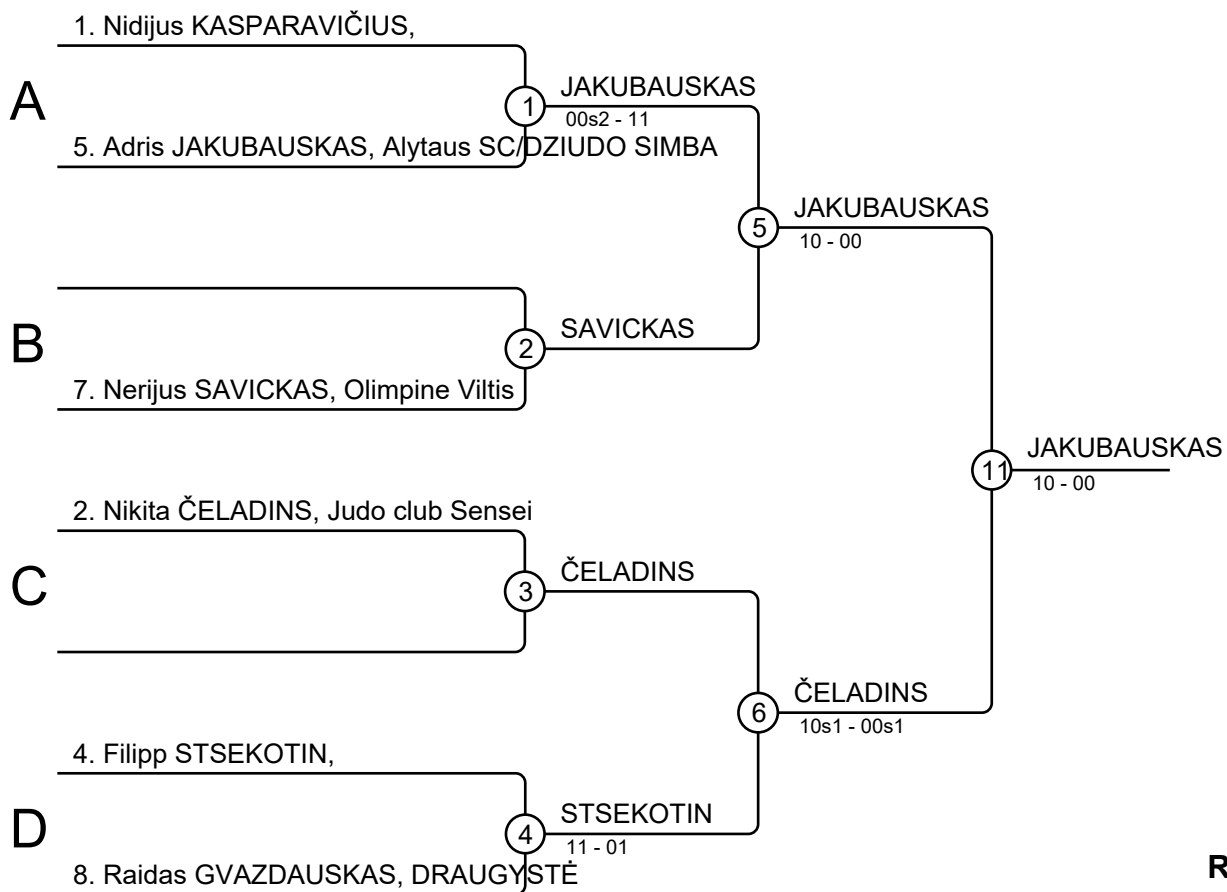 1. Nidijus KASPARAVIČIUS,
A
1
JAKUBAUSKAS
00s2 - 11
5. Adris JAKUBAUSKAS, Alytaus SC/DZIUDO SIMBA
5
JAKUBAUSKAS
10 - 00
B
2
SAVICKAS
7. Nerijus SAVICKAS, Olimpine Viltis
11
JAKUBAUSKAS
10 - 00
2. Nikita ČELADINS, Judo club Sensei
C
3
ČELADINS
6
ČELADINS
10s1 - 00s1
4. Filipp STSEKOTIN,
D
4
STSEKOTIN
11 - 01
8. Raidas GVAZDAUSKAS, DRAUGYSTĖ
R